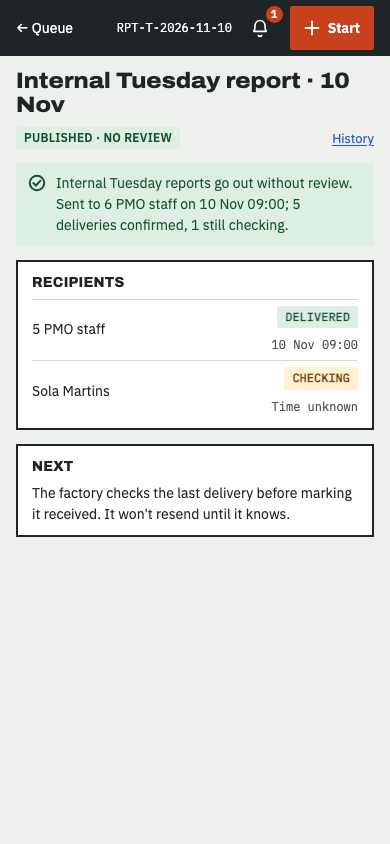 ← Queue
RPT-T-2026-11-10
1
+ Start
Internal Tuesday report · 10
Nov
PUBLISHED · NO REVIEW
History
Internal Tuesday reports go out without review.
Sent to 6 PMO staff on 10 Nov 09:00; 5
deliveries confirmed, 1 still checking.
RECIPIENTS
5 PMO staff
DELIVERED
10 Nov 09:00
Sola Martins
CHECKING
Time unknown
NEXT
The factory checks the last delivery before marking
it received. It won't resend until it knows.